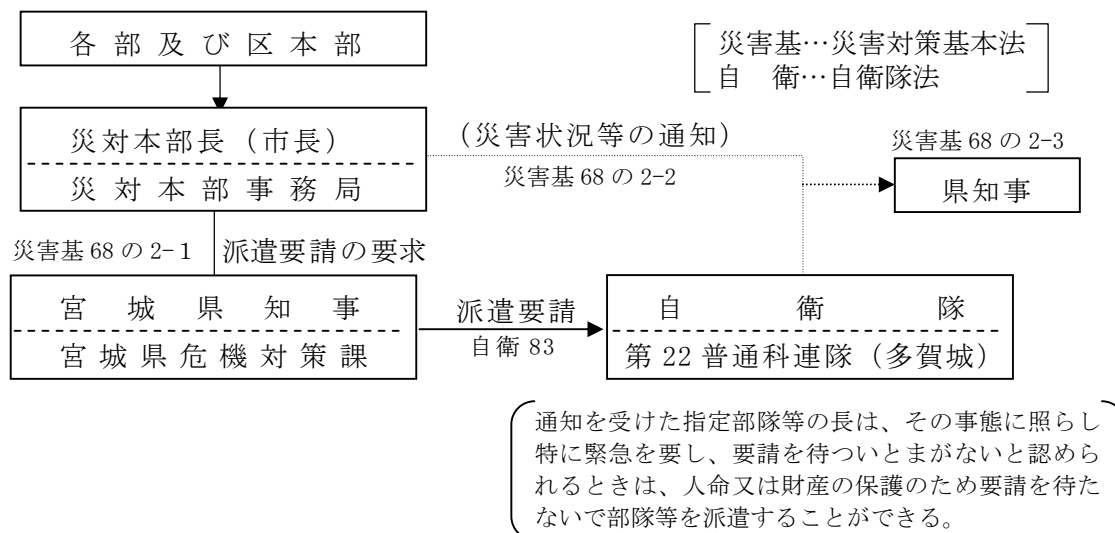 各部及び区本部
災害基…災害対策基本法
自　衛…自衛隊法
災対本部長（市長）
災対本部事務局
（災害状況等の通知）
災害基 68 の 2-2
災害基 68 の 2-3
県知事
災害基 68 の 2-１
派遣要請の要求
宮城県知事
宮城県危機対策課
派遣要請
自衛 83
自衛隊
第 22 普通科連隊（多賀城）
通知を受けた指定部隊等の長は、その事態に照らし
特に緊急を要し、要請を待ついとまがないと認めら
れるときは、人命又は財産の保護のため要請を待た
ないで部隊等を派遣することができる。